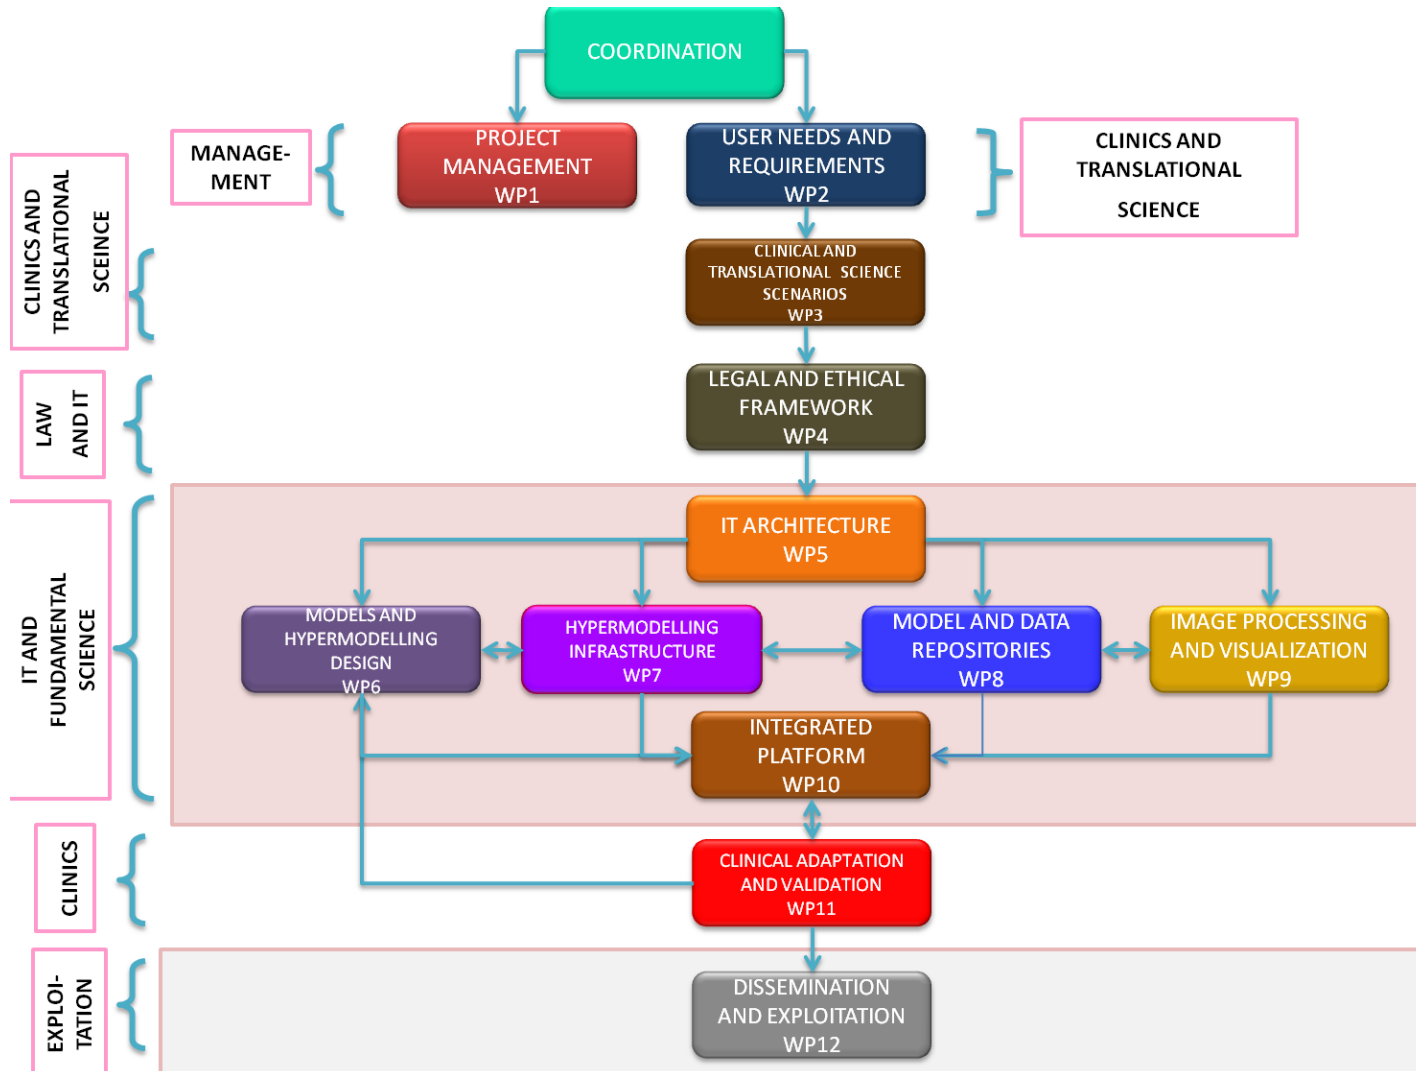 COORDINATION
MANAGE-
MENT
PROJECT
MANAGEMENT
WP1
USER NEEDS AND
REQUIREMENTS
WP2
CLINICS AND
TRANSLATIONAL
SCIENCE
CLINICS AND
TRANSLATIONAL
SCEINCE
CLINICAL AND
TRANSLATIONAL SCIENCE
SCENARIOS
WP3
LAW
AND IT
LEGAL AND ETHICAL
FRAMEWORK
WP4
IT AND
FUNDAMENTAL
SCIENCE
IT ARCHITECTURE
WP5
MODELS AND
HYPERMODELLING
DESIGN
WP6
HYPERMODELLING
INFRASTRUCTURE
WP7
MODEL AND DATA
REPOSITORIES
WP8
IMAGE PROCESSING
AND VISUALIZATION
WP9
INTEGRATED
PLATFORM
WP10
CLINICS
CLINICAL ADAPTATION
AND VALIDATION
WP11
EXPLOI-
TATION
DISSEMINATION
AND EXPLOITATION
WP12